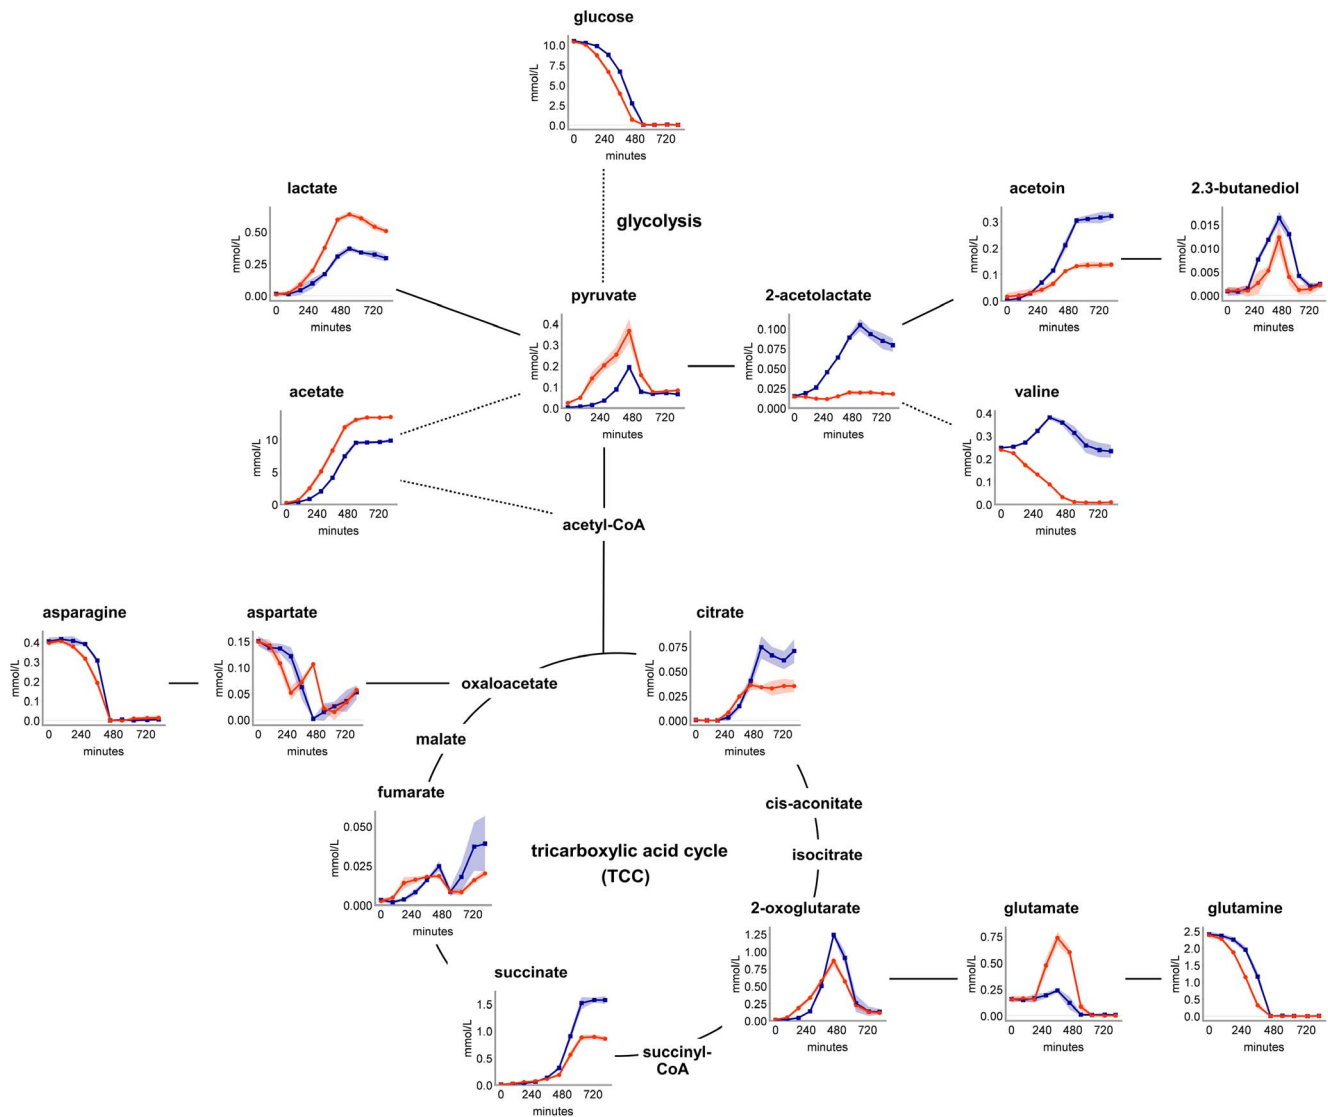 glucose
10.0
7.5
5.0
2.5
0.0
mmol/L
0 240 480 720
minutes
lactate
0.50
0.25
0.00
mmol/L
0 240 480 720
minutes
glycolysis
acetoin
0.3
0.2
0.1
0.0
mmol/L
0 240 480 720
minutes
2.3-butanediol
0.015
0.010
0.005
0.000
mmol/L
0 240 480 720
minutes
pyruvate
0.4
0.3
0.2
0.1
0.0
mmol/L
0 240 480 720
minutes
2-acetolactate
0.100
0.075
0.050
0.025
0.000
mmol/L
0 240 480 720
minutes
acetate
10
5
0
mmol/L
0 240 480 720
minutes
valine
0.4
0.3
0.2
0.1
0.0
mmol/L
0 240 480 720
minutes
acetyl-CoA
asparagine
0.4
0.3
0.2
0.1
0.0
mmol/L
0 240 480 720
minutes
aspartate
0.15
0.10
0.05
0.00
mmol/L
0 240 480 720
minutes
oxaloacetate
citrate
0.075
0.050
0.025
0.000
mmol/L
0 240 480 720
minutes
malate
fumarate
0.050
0.025
0.000
mmol/L
0 240 480 720
minutes
cis-aconitate
tricarboxylic acid cycle
(TCC)
isocitrate
2-oxoglutarate
1.25
1.00
0.75
0.50
0.25
0.00
mmol/L
0 240 480 720
minutes
glutamate
0.75
0.50
0.25
0.00
mmol/L
0 240 480 720
minutes
glutamine
2.5
2.0
1.5
1.0
0.5
0.0
mmol/L
0 240 480 720
minutes
succinate
1.5
1.0
0.5
0.0
mmol/L
0 240 480 720
minutes
succinyl-
CoA